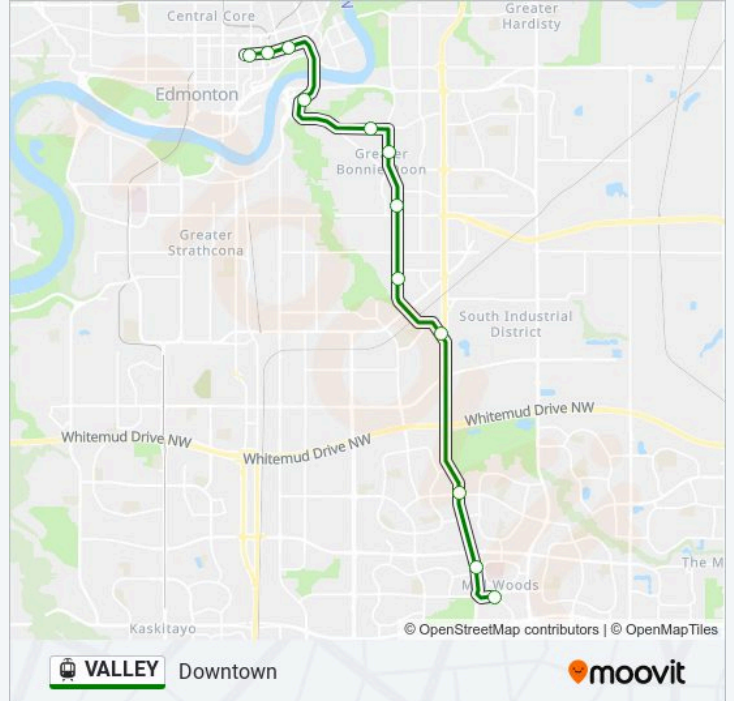 Central Core
Greater
Hardisty
Edmonton
Greater
Bonnie Doon
Greater
Strathcona
South Industrial
District
Whitemud Drive NW
Whitemud Drive NW
Whitemud Drive NW
Mill Woods
The M
Kaskitayo
© OpenStreetMap contributors | © OpenMapTiles
VALLEY Downtown
moovit